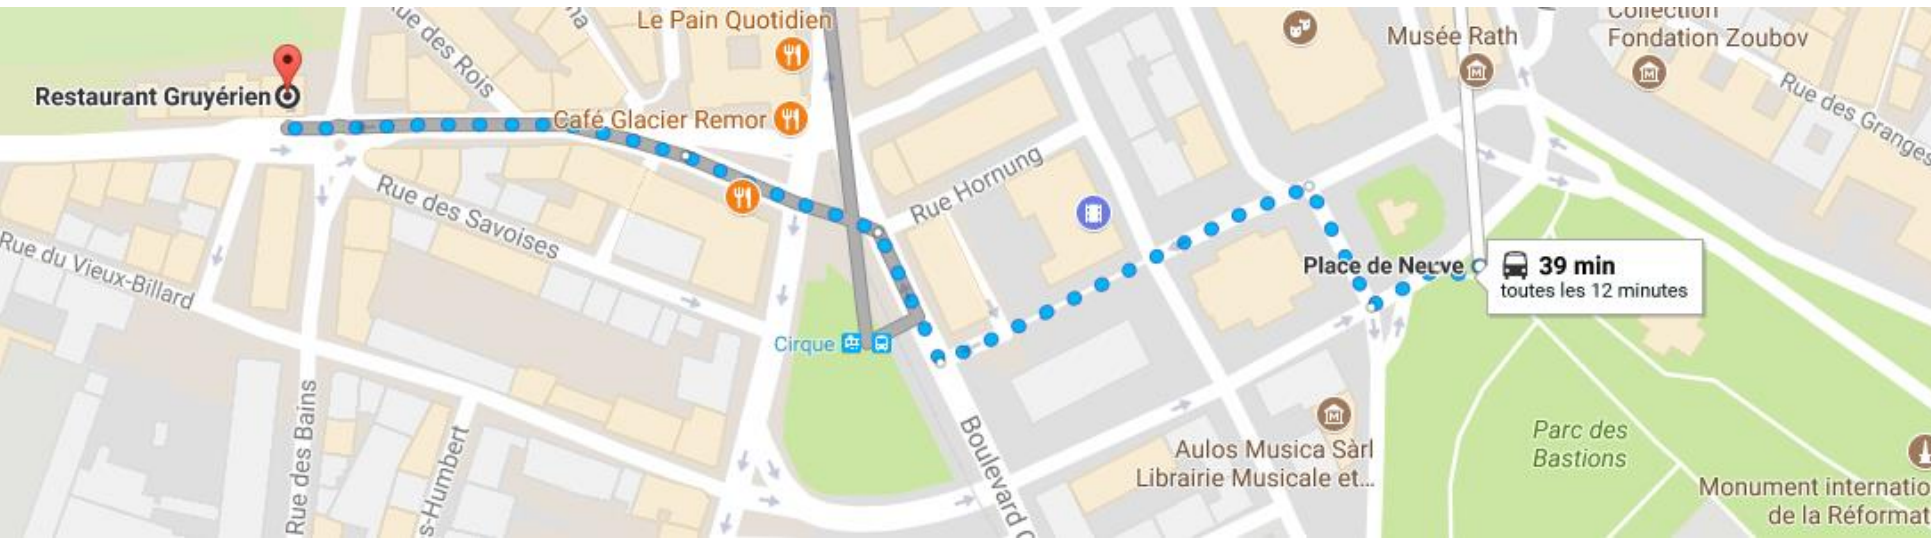 Le Pain Quotidien
Musée Rath
Collection
Fondation Zoubov
Rue des Rois
Rue des Granges
Restaurant Gruyérien
Café Glacier Remor
Rue Hornung
Rue des Savoises
Rue du Vieux-Billard
Place de Neuve
39 min
toutes les 12 minutes
Cirque
Rue des Bains
s-Humbert
Boulevard
Aulos Musica Sàrl
Librairie Musicale et...
Parc des
Bastions
Monument internatio
de la Réformat